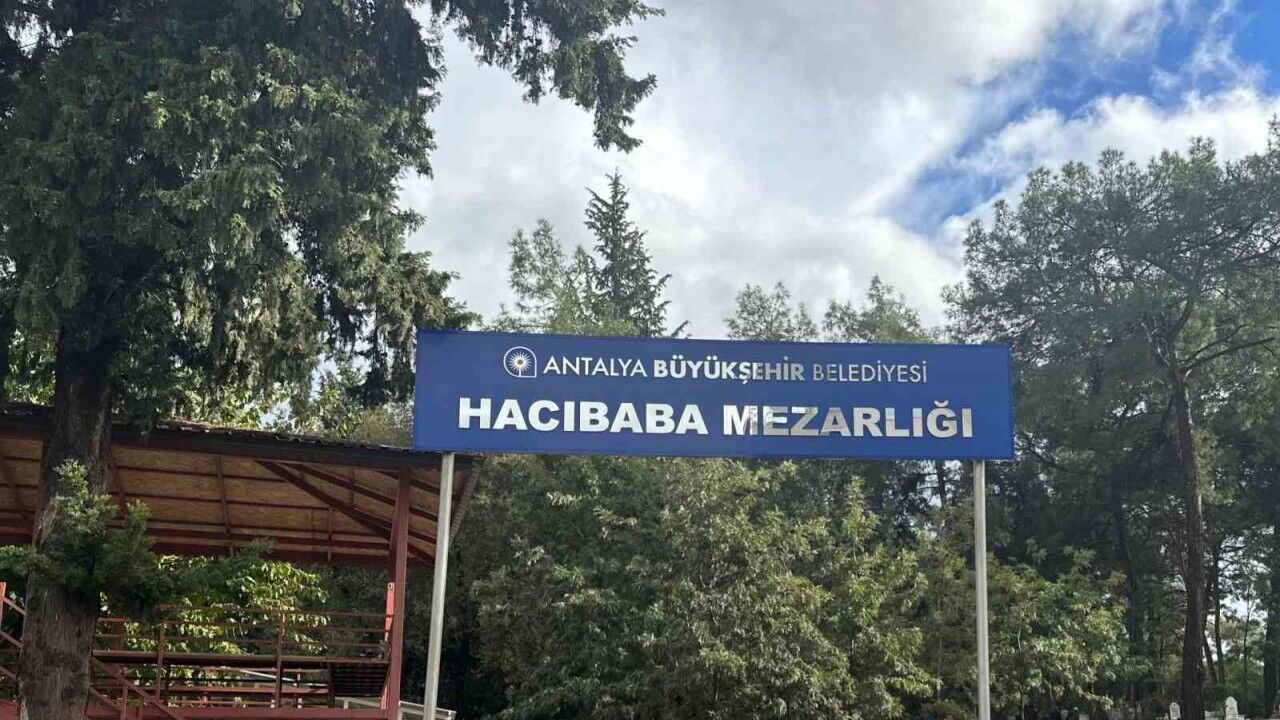 ANTALYA BÜYÜKŞEHİR BELEDİYESİ
HACIBABA MEZARLIĞI